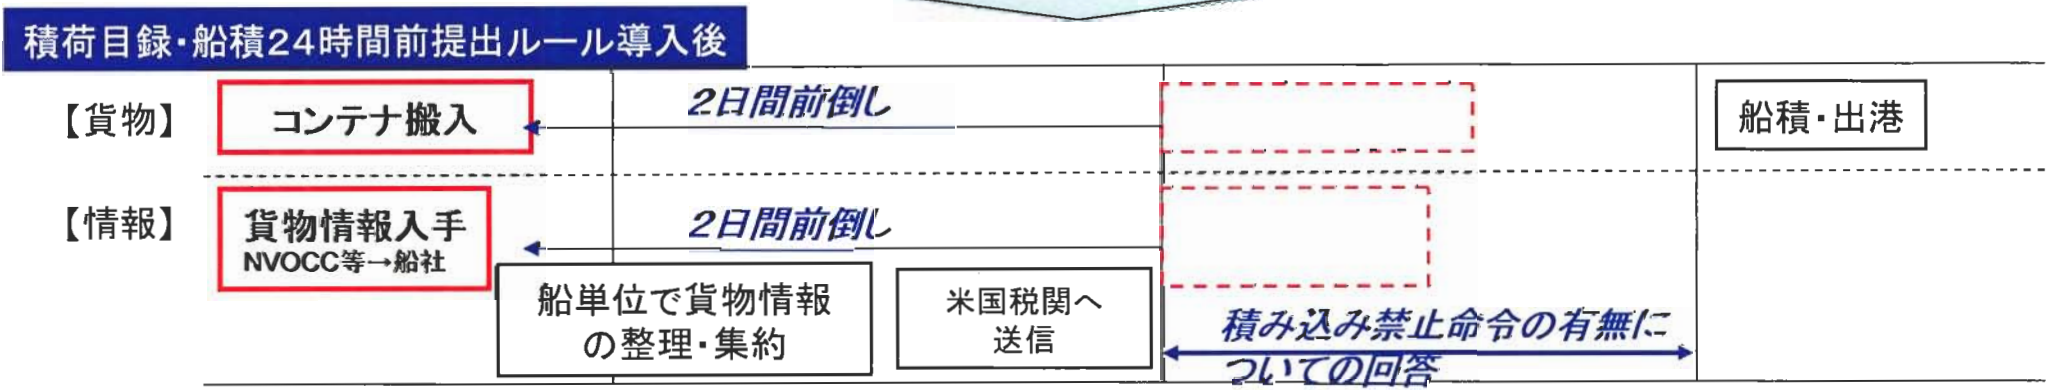 積荷目録・船積24時間前提出ルール導入後
【貨物】
コンテナ搬入
2日間前倒し
船積・出港
【情報】
貨物情報入手
NVOCC等→船社
2日間前倒し
船単位で貨物情報
の整理・集約
米国税関へ
送信
積み込み禁止命令の有無に
ついての回答